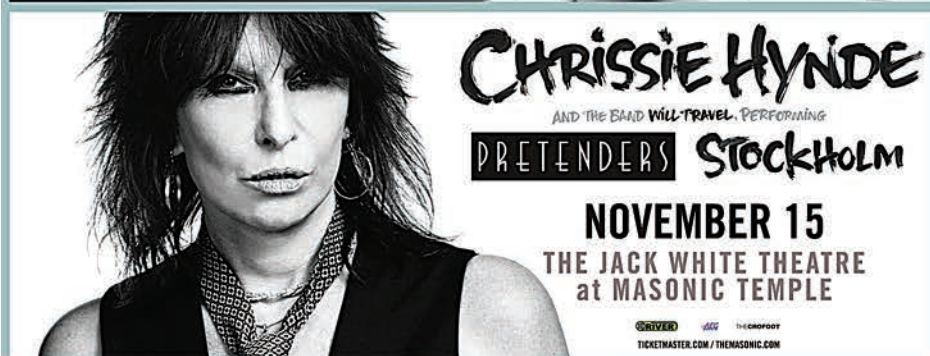 CHRISSIE HYNDE
AND THE BAND WILL TRAVEL, PERFORMING
PRETENDERS STOCKHOLM
NOVEMBER 15
THE JACK WHITE THEATRE
at MASONIC TEMPLE
RIVER THE CROFOOT
TICKETMASTER.COM / THEMASONIC.COM